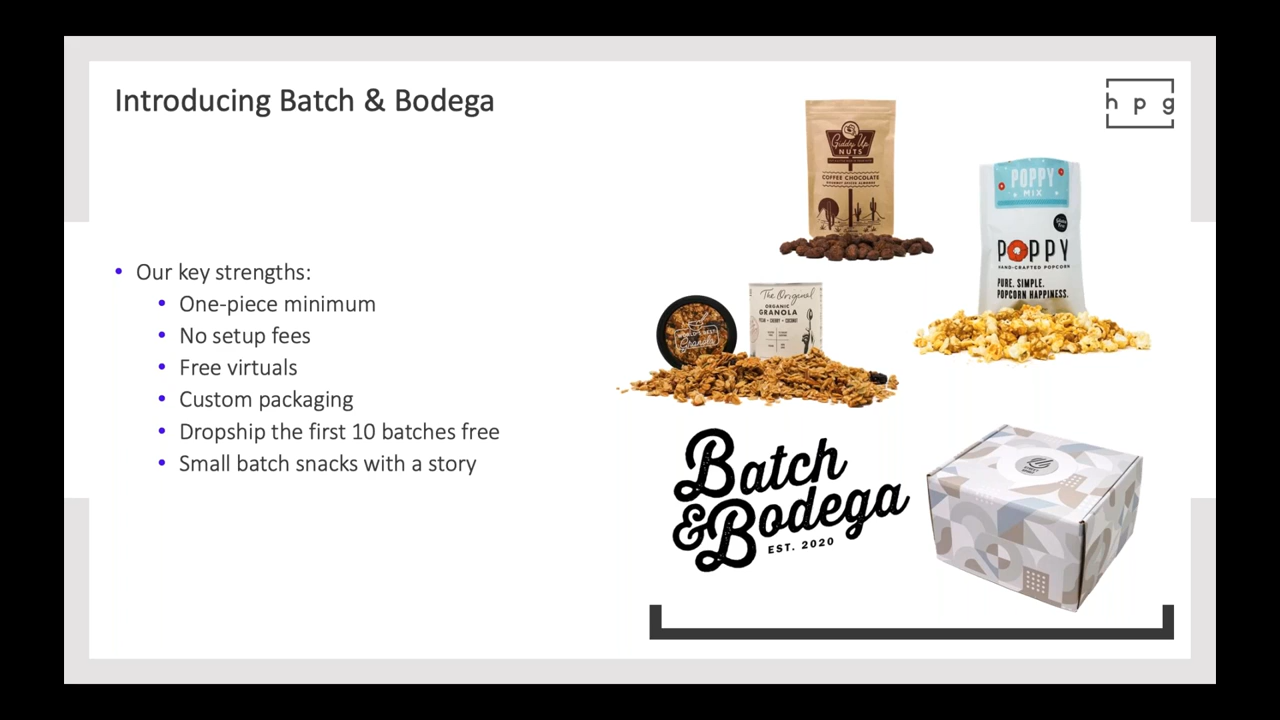 Introducing Batch & Bodega
h p g
• Our key strengths:
• One-piece minimum
• No setup fees
• Free virtuals
• Custom packaging
• Dropship the first 10 batches free
• Small batch snacks with a story
Giddy Up
NUTS
COFFEE CHOCOLATE
POPPY
MIX
POPPY
HAND-CRAFTED POPCORN
PURE. SIMPLE.
POPCORN HAPPINESS.
The Original
ORGANIC
GRANOLA
Granola
Batch
&Bodega
EST. 2020